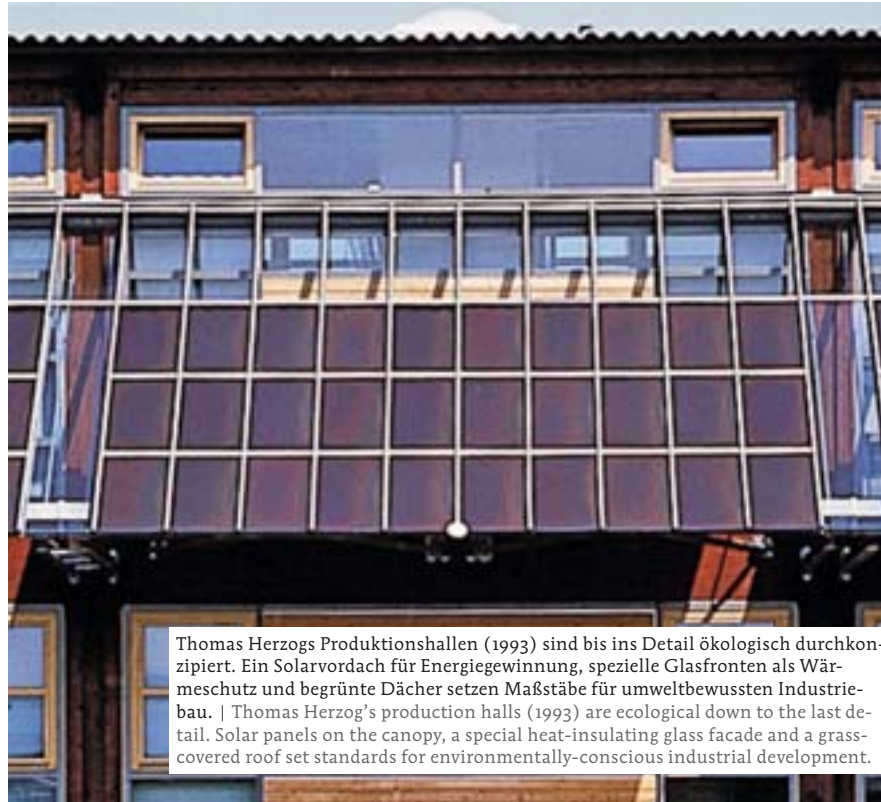 Thomas Herzogs Produktionshallen (1993) sind bis ins Detail ökologisch durchkon-
zipiert. Ein Solarvordach für Energiegewinnung, spezielle Glasfronten als Wär-
meschutz und begrünte Dächer setzen Maßstäbe für umweltbewussten Industrie-
bau. | Thomas Herzog's production halls (1993) are ecological down to the last de-
tail. Solar panels on the canopy, a special heat-insulating glass facade and a grass-
covered roof set standards for environmentally-conscious industrial development.